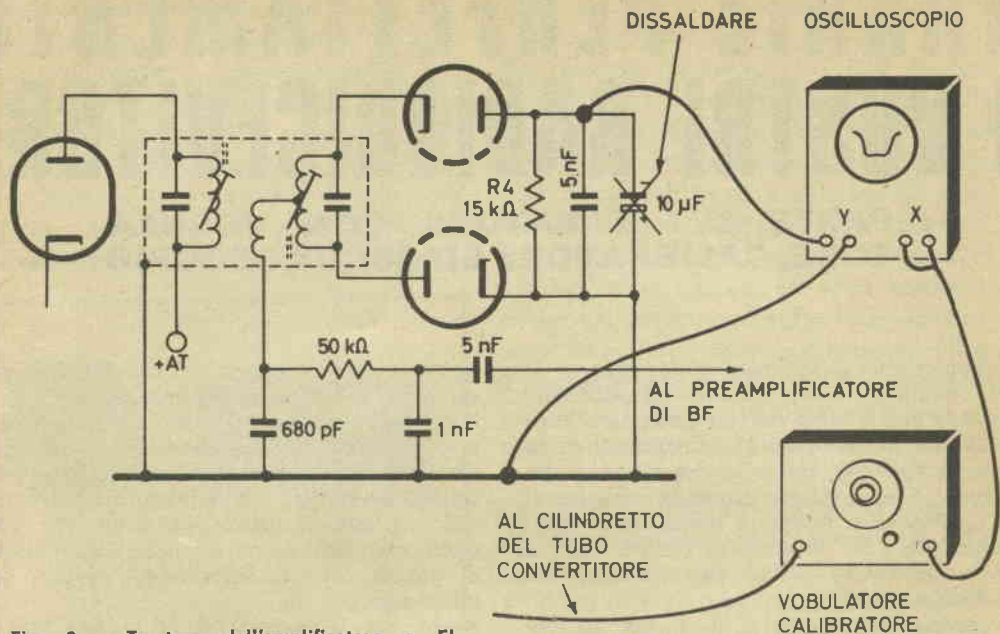 DISSALDARE
OSCILLOSCOPIO
R4
15 kΩ
5 nF
10 µF
Y
X
+AT
50 kΩ
5 nF
680 pF
1 nF
AL PREAMPLIFICATORE
DI BF
AL CILINDRETTO
DEL TUBO
CONVERTITORE
VOBULATORE
CALIBRATORE